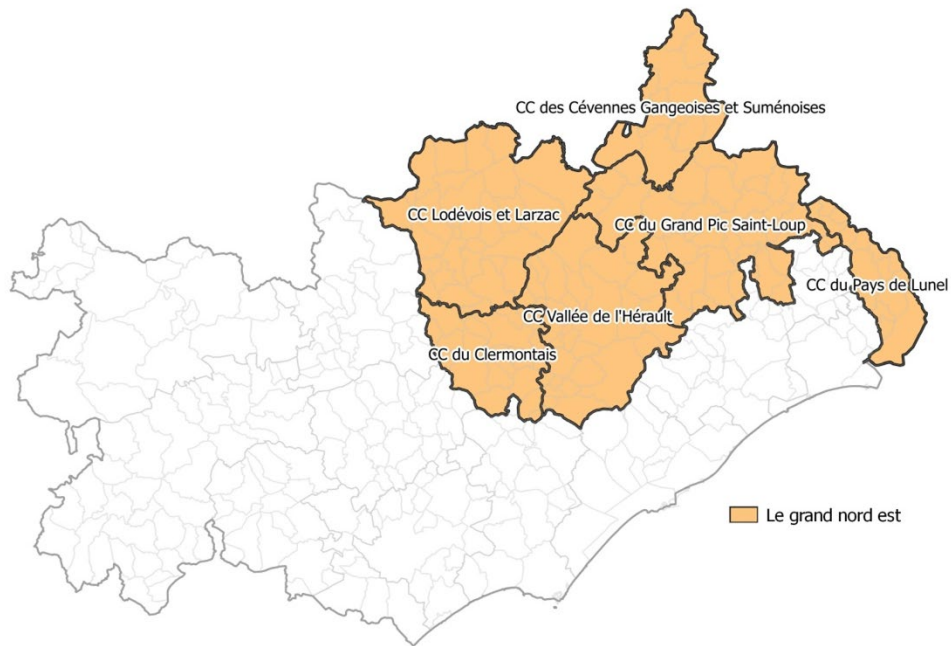 CC des Cévennes Gangeoises et Suménoises
CC Lodévois et Larzac
CC du Grand Pic Saint-Loup
CC du Pays de Lunel
CC Vallée de l'Hérault
CC du Clermontais
Le grand nord est